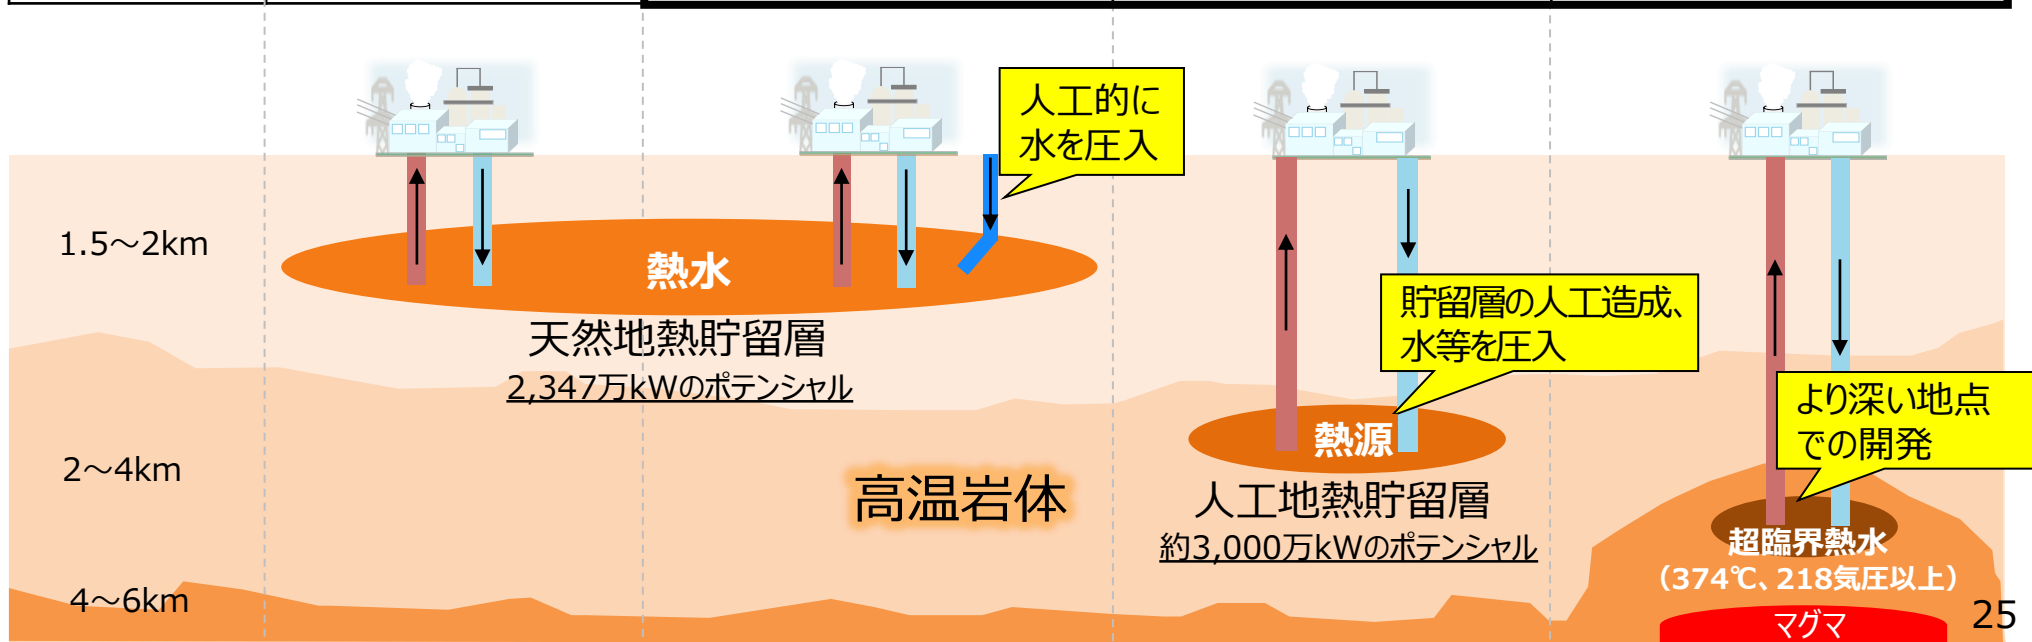 人工的に
水を圧入
1.5～2km
熱水
貯留層の人工造成、
水等を圧入
天然地熱貯留層
2,347万kWのポテンシャル
より深い地点
での開発
熱源
2～4km
高温岩体
人工地熱貯留層
約3,000万kWのポテンシャル
超臨界熱水
（374℃、218気圧以上）
4～6km
マグマ
25